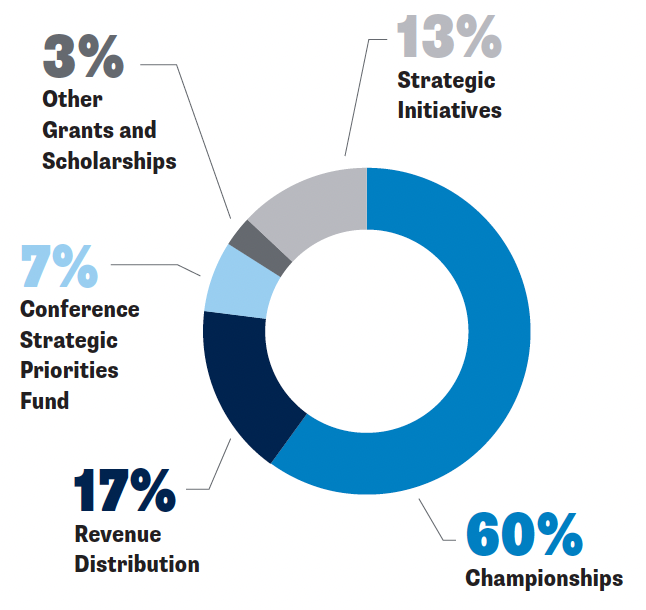 13%
Strategic
Initiatives
3%
Other
Grants and
Scholarships
7%
Conference
Strategic
Priorities
Fund
17%
Revenue
Distribution
60%
Championships